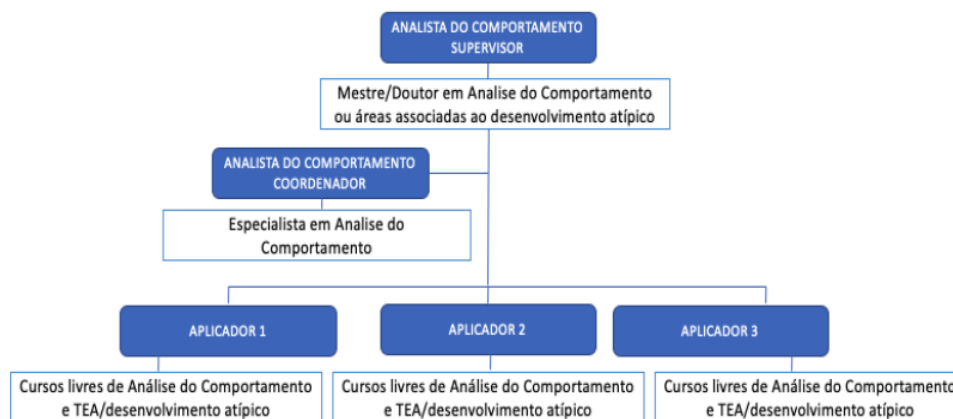 ANALISTA DO COMPORTAMENTO
SUPERVISOR
Mestre/Doutor em Analise do Comportamento
ou áreas associadas ao desenvolvimento atípico
ANALISTA DO COMPORTAMENTO
COORDENADOR
Especialista em Analise do
Comportamento
APLICADOR 1
APLICADOR 2
APLICADOR 3
Cursos livres de Análise do Comportamento
e TEA/desenvolvimento atípico
Cursos livres de Análise do Comportamento
e TEA/desenvolvimento atípico
Cursos livres de Análise do Comportamento
e TEA/desenvolvimento atípico